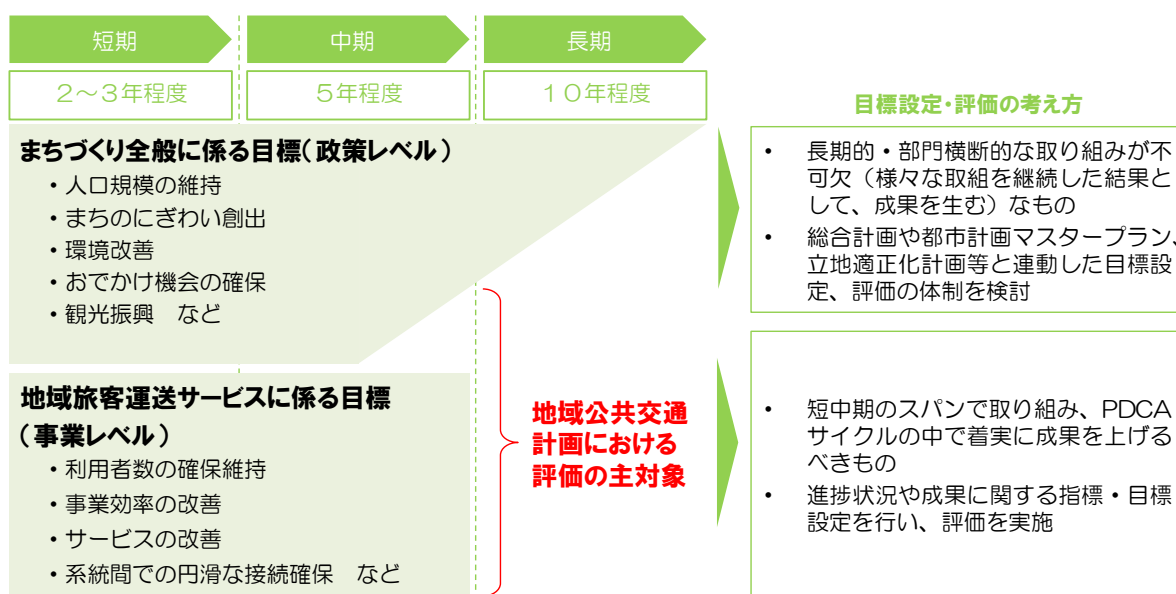 短期
中期
長期
2～3年程度
5年程度
10年程度
まちづくり全般に係る目標(政策レベル)
・人口規模の維持
・まちのにぎわい創出
・環境改善
・おでかけ機会の確保
・観光振興　など
地域旅客運送サービスに係る目標
(事業レベル)
・利用者数の確保維持
・事業効率の改善
・サービスの改善
・系統間での円滑な接続確保　など
地域公共交通
計画における
評価の主対象
目標設定・評価の考え方
• 長期的・部門横断的な取り組みが不
可欠（様々な取組を継続した結果と
して、成果を生む）なもの
• 総合計画や都市計画マスタープラン、
立地適正化計画等と連動した目標設
定、評価の体制を検討
• 短中期のスパンで取り組み、PDCA
サイクルの中で着実に成果を上げる
べきもの
• 進捗状況や成果に関する指標・目標
設定を行い、評価を実施